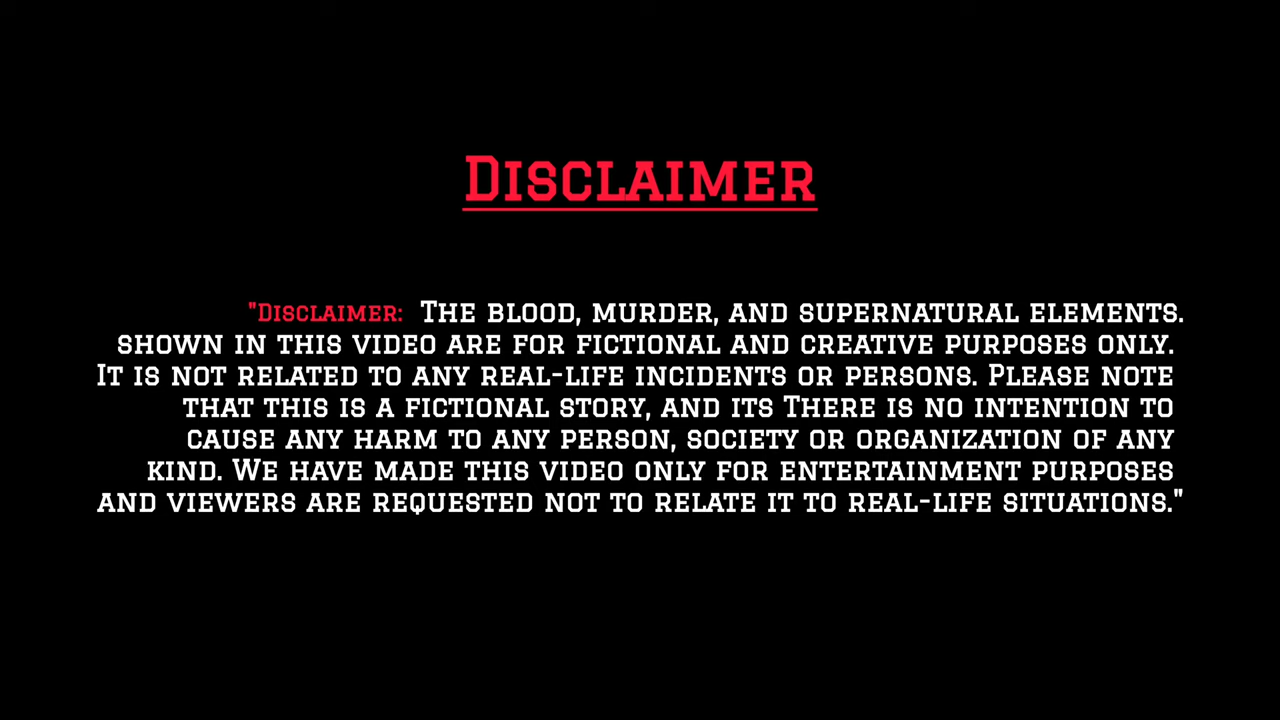 Disclaimer
"Disclaimer: The blood, murder, and supernatural elements.
shown in this video are for fictional and creative purposes only.
It is not related to any real-life incidents or persons. Please note
that this is a fictional story, and its There is no intention to
cause any harm to any person, society or organization of any
kind. We have made this video only for entertainment purposes
and viewers are requested not to relate it to real-life situations."